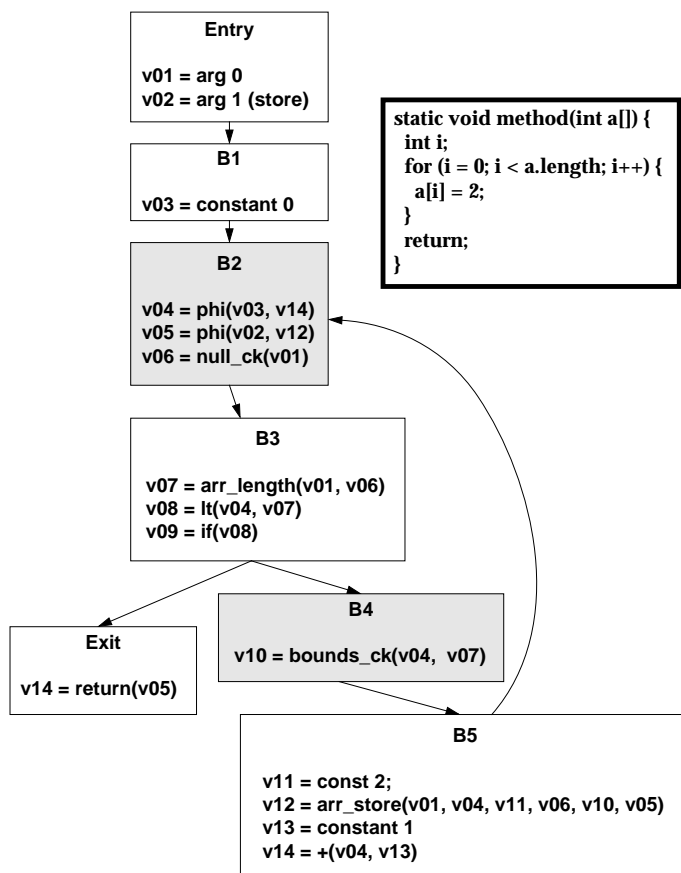 Entry
v01 = arg 0
v02 = arg 1 (store)
static void method(int a[]) {
int i;
for (i = 0; i < a.length; i++) {
a[i] = 2;
}
return;
}
B1
v03 = constant 0
B2
v04 = phi(v03, v14)
v05 = phi(v02, v12)
v06 = null_ck(v01)
B3
v07 = arr_length(v01, v06)
v08 = lt(v04, v07)
v09 = if(v08)
B4
v10 = bounds_ck(v04, v07)
Exit
v14 = return(v05)
B5
v11 = const 2;
v12 = arr_store(v01, v04, v11, v06, v10, v05)
v13 = constant 1
v14 = +(v04, v13)